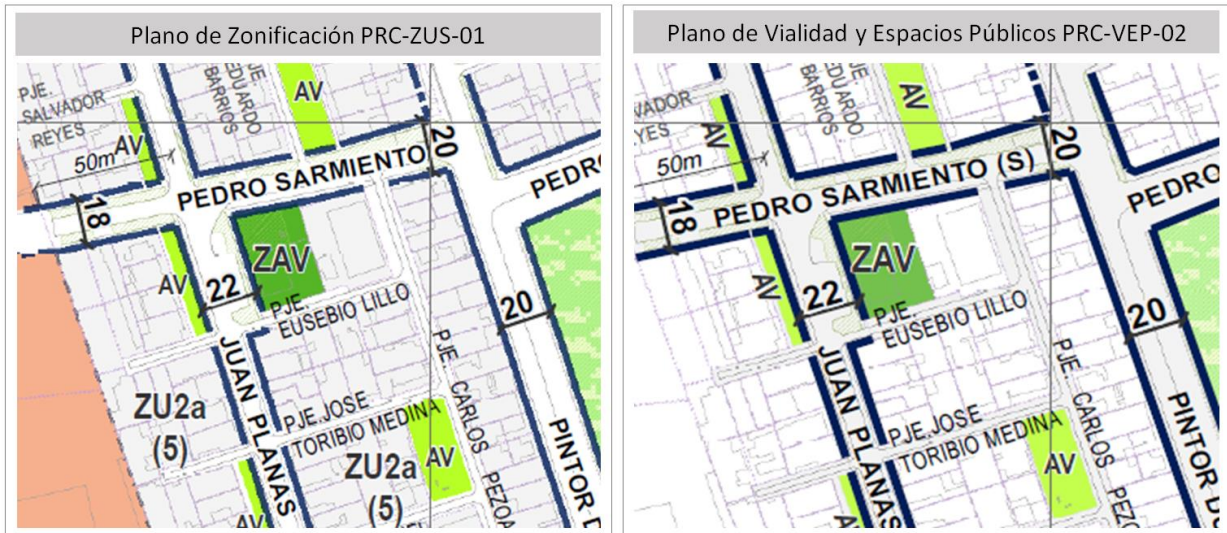 Plano de Zonificación PRC-ZUS-01
PJE.
SALVADOR
REYES
AV
50m
PJE.
EDUARDO
BARRIOS
AV
20
PEDRO SARMIENTO
PEDRO
18
ZAV
AV
22
PJE.
EUSEBIO LILLO
20
JUAN PLANAS
ZU2a
(5)
PJE.JOSE
TORIBIO MEDINA
PJE. CARLOS PEZOA
ZU2a
(5)
AV
AV
PINTOR D
Plano de Vialidad y Espacios Públicos PRC-VEP-02
VADOR
REYES
AV
50m
PJE.
EDUARDO
BARRIOS
AV
20
PEDRO SARMIENTO (S)
PEDRO
18
ZAV
AV
22
PJE.
EUSEBIO LILLO
20
JUAN PLANAS
PJE.JOSE
TORIBIO MEDINA
PJE. CARLOS PEZOA
AV
AV
PINTOR D